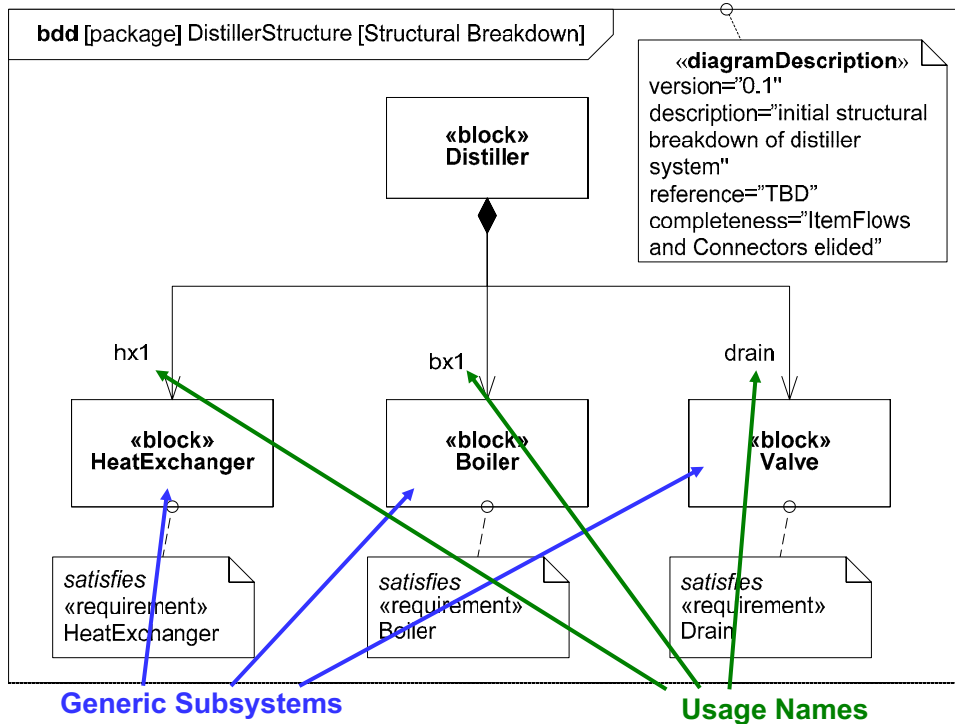 bdd [package] DistillerStructure [Structural Breakdown]
«diagramDescription»
version="0.1"
description="initial structural
breakdown of distiller
system"
reference="TBD"
completeness="ItemFlows
and Connectors elided"
«block»
Distiller
hx1
bx1
drain
«block»
HeatExchanger
«block»
Boiler
«block»
Valve
satisfies
«requirement»
HeatExchanger
satisfies
«requirement»
Boiler
satisfies
«requirement»
Drain
Generic Subsystems
Usage Names